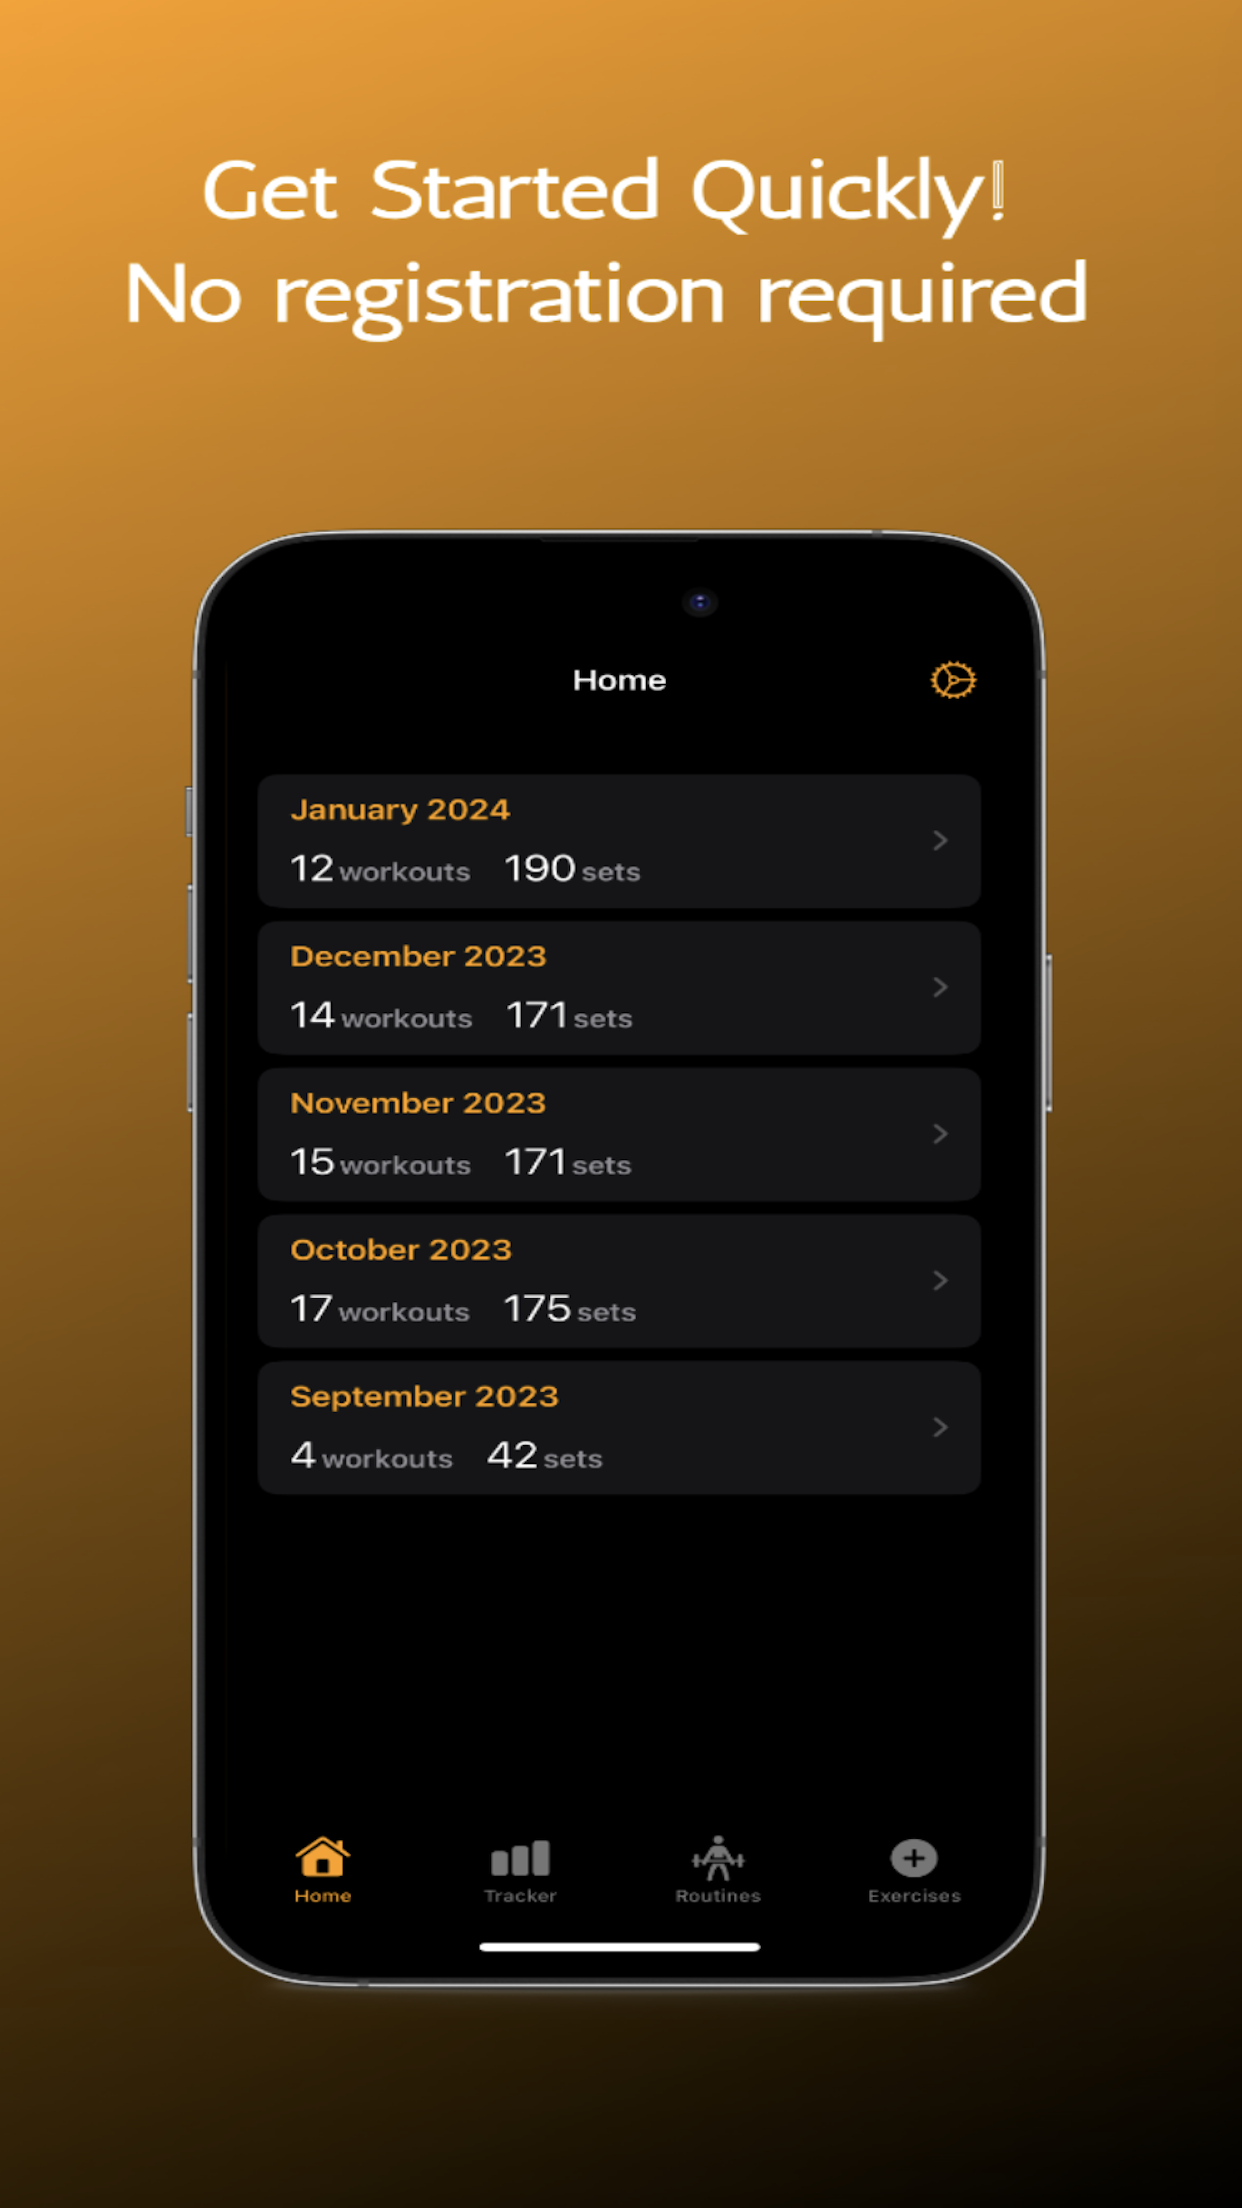 Get Started Quickly!
No registration required
Home
January 2024
12 workouts 190 sets
December 2023
14 workouts 171 sets
November 2023
15 workouts 171 sets
October 2023
17 workouts 175 sets
September 2023
4 workouts 42 sets
Home Tracker Routines Exercises